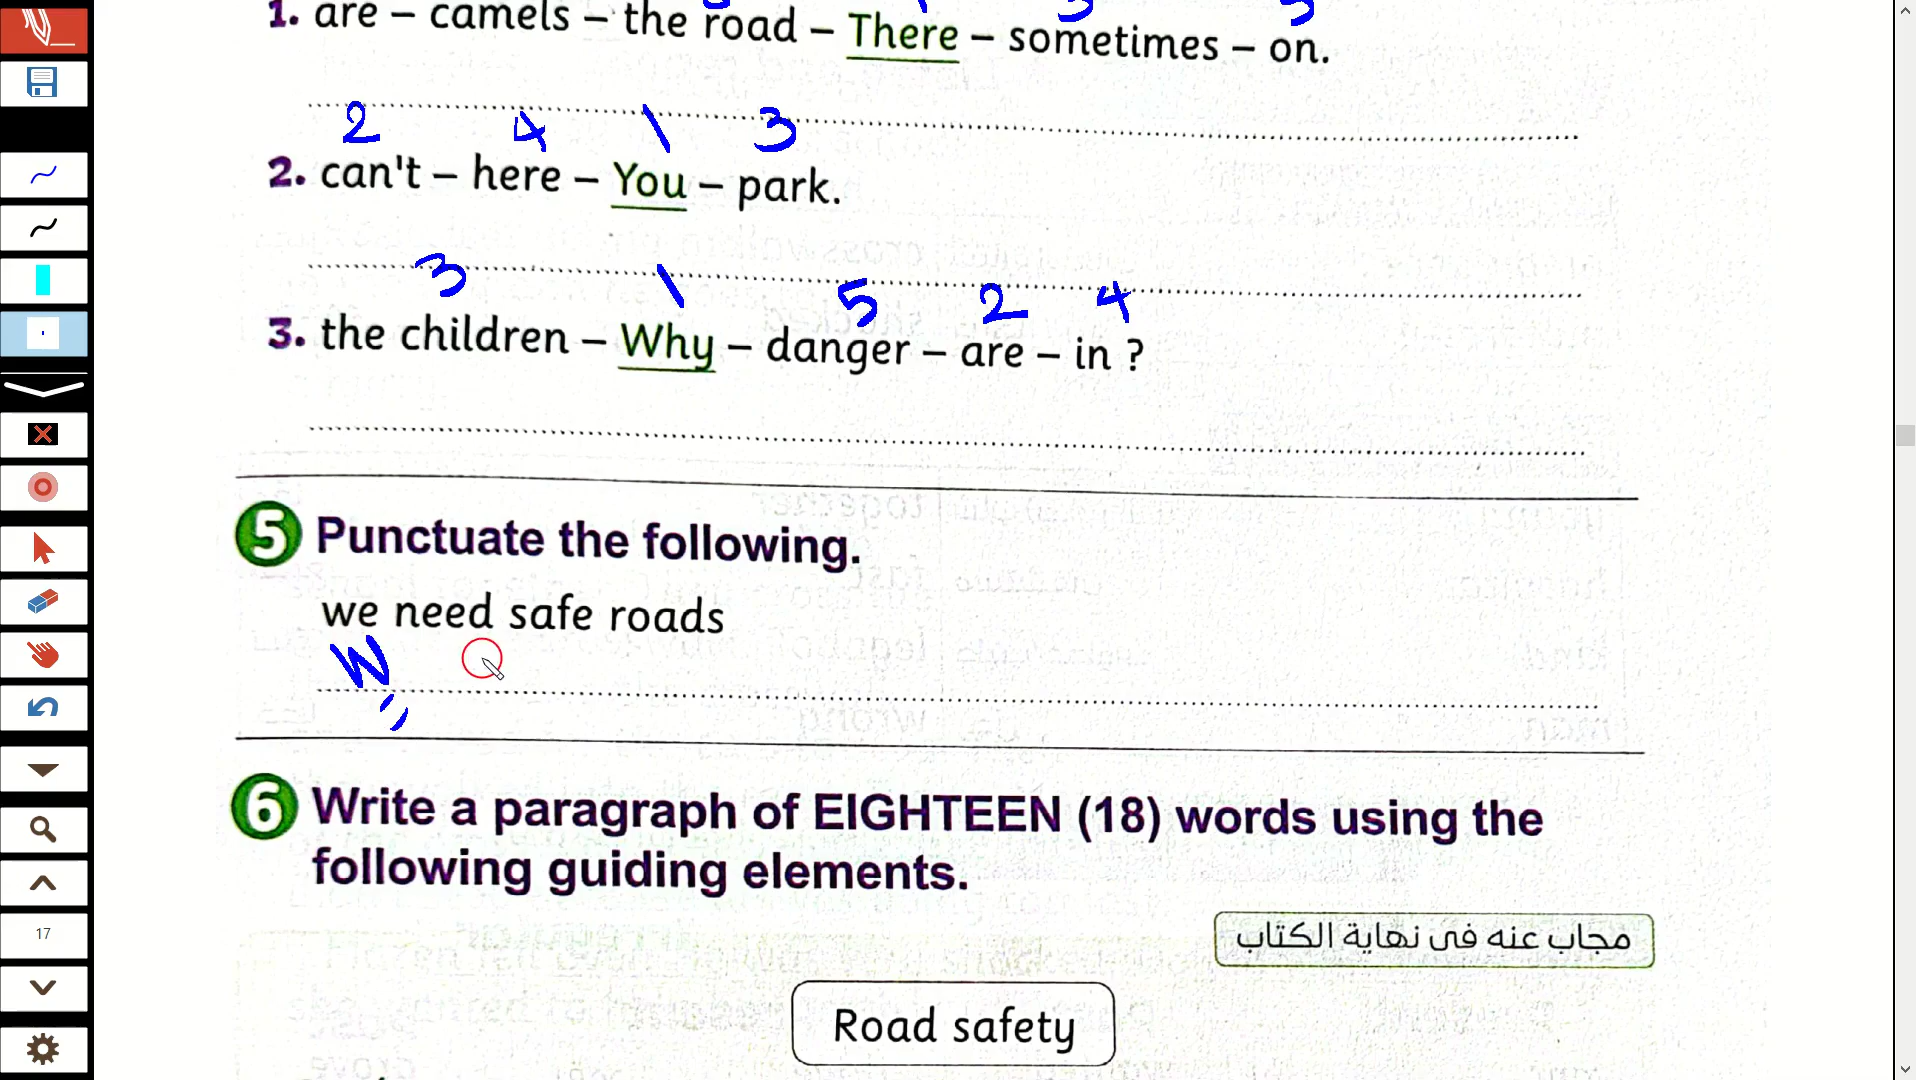 1. are – camels – the road – There – sometimes – on.
2 4 1 3
2. can't – here – You – park.
3 1 5 2 4
3. the children – Why – danger – are – in ?
5 Punctuate the following.
we need safe roads
W
6 Write a paragraph of EIGHTEEN (18) words using the
following guiding elements.
مجاب عنه فى نهاية الكتاب
Road safety
17